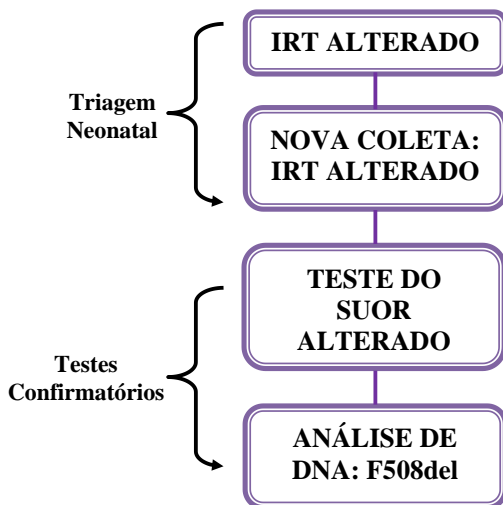 IRT ALTERADO
Triagem
Neonatal
NOVA COLETA:
IRT ALTERADO
TESTE DO
SUOR
ALTERADO
Testes
Confirmatórios
ANÁLISE DE
DNA: F508del